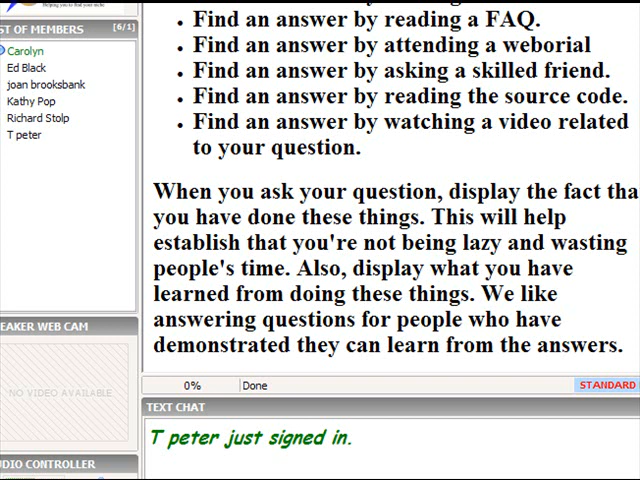 Helping you to find your niche
ST OF MEMBERS [6/1]
Carolyn
Ed Black
joan brooksbank
Kathy Pop
Richard Stolp
T peter
EAKER WEB CAM
NO VIDEO AVAILABLE
UDIO CONTROLLER
• Find an answer by reading a FAQ.
• Find an answer by attending a weborial
• Find an answer by asking a skilled friend.
• Find an answer by reading the source code.
• Find an answer by watching a video related
to your question.
When you ask your question, display the fact tha
you have done these things. This will help
establish that you're not being lazy and wasting
people's time. Also, display what you have
learned from doing these things. We like
answering questions for people who have
demonstrated they can learn from the answers.
0% Done STANDARD
TEXT CHAT
T peter just signed in.